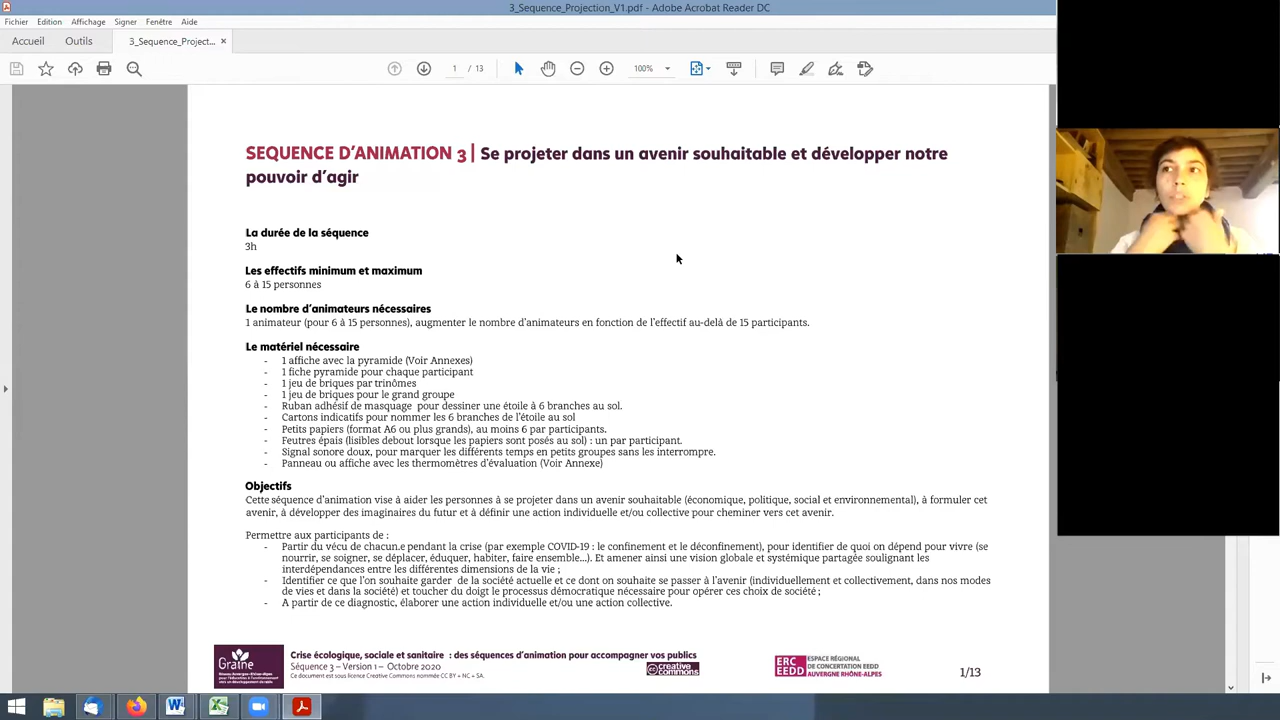 3_Sequence_Projection_V1.pdf - Adobe Acrobat Reader DC
Fichier Edition Affichage Signer Fenêtre Aide
Accueil Outils 3_Sequence_Project... ×
1 / 13 100%
SEQUENCE D'ANIMATION 3 | Se projeter dans un avenir souhaitable et développer notre
pouvoir d'agir
La durée de la séquence
3h
Les effectifs minimum et maximum
6 à 15 personnes
Le nombre d'animateurs nécessaires
1 animateur (pour 6 à 15 personnes), augmenter le nombre d'animateurs en fonction de l'effectif au-delà de 15 participants.
Le matériel nécessaire
- 1 affiche avec la pyramide (Voir Annexes)
- 1 fiche pyramide pour chaque participant
- 1 jeu de briques par trinômes
- 1 jeu de briques pour le grand groupe
- Ruban adhésif de masquage pour dessiner une étoile à 6 branches au sol.
- Cartons indicatifs pour nommer les 6 branches de l'étoile au sol
- Petits papiers (format A6 ou plus grands), au moins 6 par participants.
- Feutres épais (lisibles debout lorsque les papiers sont posés au sol) : un par participant.
- Signal sonore doux, pour marquer les différents temps en petits groupes sans les interrompre.
- Panneau ou affiche avec les thermomètres d'évaluation (Voir Annexe)
Objectifs
Cette séquence d'animation vise à aider les personnes à se projeter dans un avenir souhaitable (économique, politique, social et environnemental), à formuler cet
avenir, à développer des imaginaires du futur et à définir une action individuelle et/ou collective pour cheminer vers cet avenir.
Permettre aux participants de :
- Partir du vécu de chacun.e pendant la crise (par exemple COVID-19 : le confinement et le déconfinement), pour identifier de quoi on dépend pour vivre (se
nourrir, se soigner, se déplacer, éduquer, habiter, faire ensemble...). Et amener ainsi une vision globale et systémique partagée soulignant les
interdépendances entre les différentes dimensions de la vie ;
- Identifier ce que l'on souhaite garder de la société actuelle et ce dont on souhaite se passer à l'avenir (individuellement et collectivement, dans nos modes
de vies et dans la société) et toucher du doigt le processus démocratique nécessaire pour opérer ces choix de société ;
- A partir de ce diagnostic, élaborer une action individuelle et/ou une action collective.
Graine
Crise écologique, sociale et sanitaire : des séquences d'animation pour accompagner vos publics
Séquence 3 – Version 1 – Octobre 2020
Ce document est sous licence Creative Commons nommée CC BY + NC + SA.
creative commons
ERC EEDD
ESPACE RÉGIONAL
DE CONCERTATION EEDD
AUVERGNE RHÔNE-ALPES
1/13